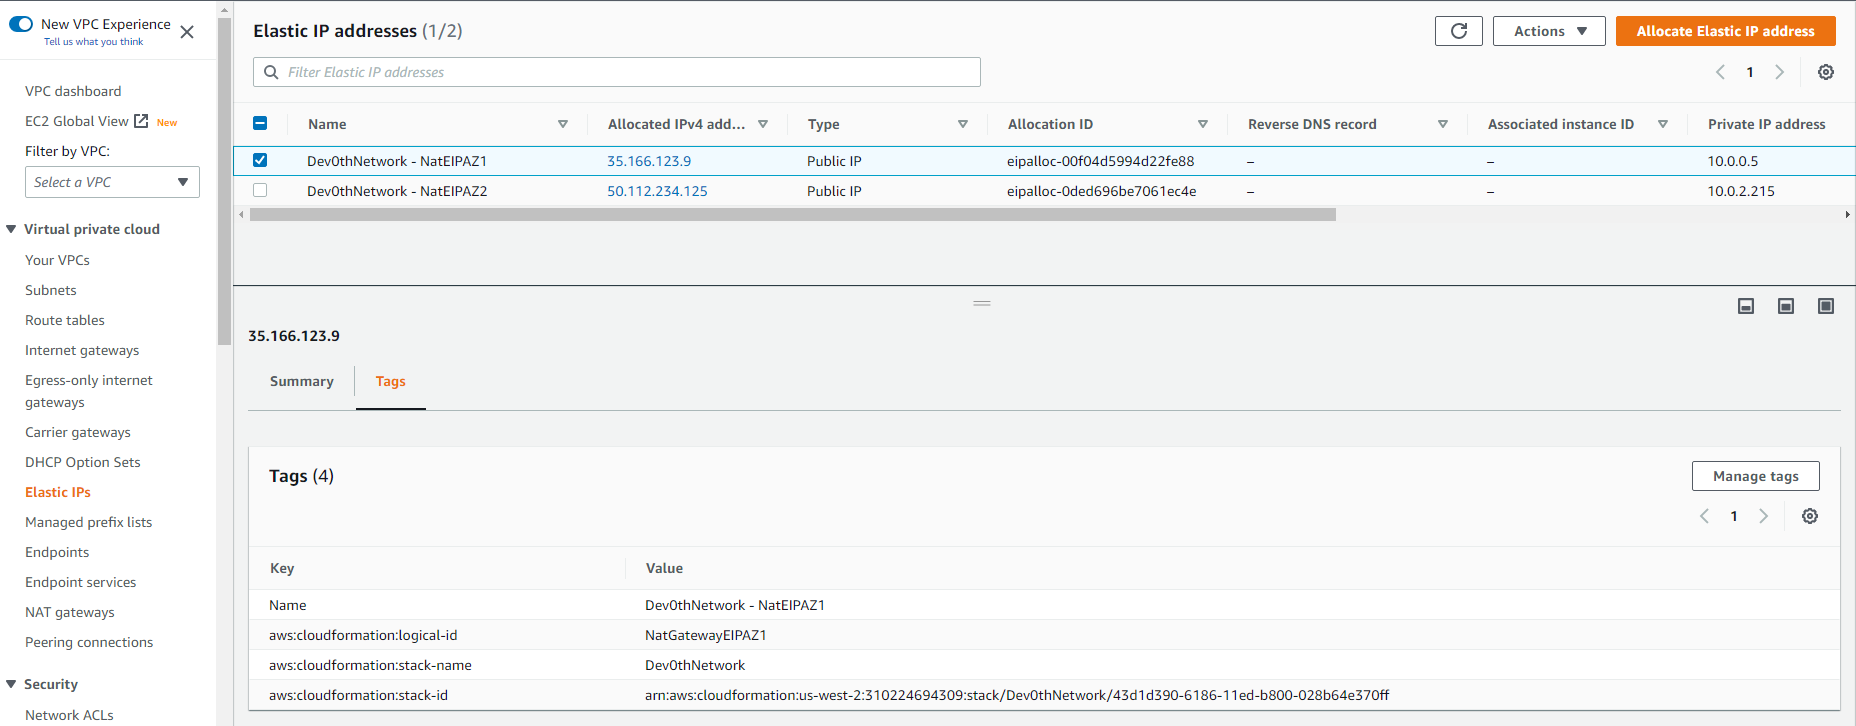 New VPC Experience
Tell us what you think
VPC dashboard
EC2 Global View New
Filter by VPC:
Select a VPC
Virtual private cloud
Your VPCs
Subnets
Route tables
Internet gateways
Egress-only internet
gateways
Carrier gateways
DHCP Option Sets
Elastic IPs
Managed prefix lists
Endpoints
Endpoint services
NAT gateways
Peering connections
Security
Network ACLs
Elastic IP addresses (1/2)
Actions
Allocate Elastic IP address
Filter Elastic IP addresses
1
Name Allocated IPv4 add... Type Allocation ID Reverse DNS record Associated instance ID Private IP address
Dev0thNetwork - NatEIPAZ1 35.166.123.9 Public IP eipalloc-00f04d5994d22fe88 – – 10.0.0.5
Dev0thNetwork - NatEIPAZ2 50.112.234.125 Public IP eipalloc-0ded696be7061ec4e – – 10.0.2.215
35.166.123.9
Summary Tags
Tags (4)
Manage tags
1
Key Value
Name Dev0thNetwork - NatEIPAZ1
aws:cloudformation:logical-id NatGatewayEIPAZ1
aws:cloudformation:stack-name Dev0thNetwork
aws:cloudformation:stack-id arn:aws:cloudformation:us-west-2:310224694309:stack/Dev0thNetwork/43d1d390-6186-11ed-b800-028b64e370ff